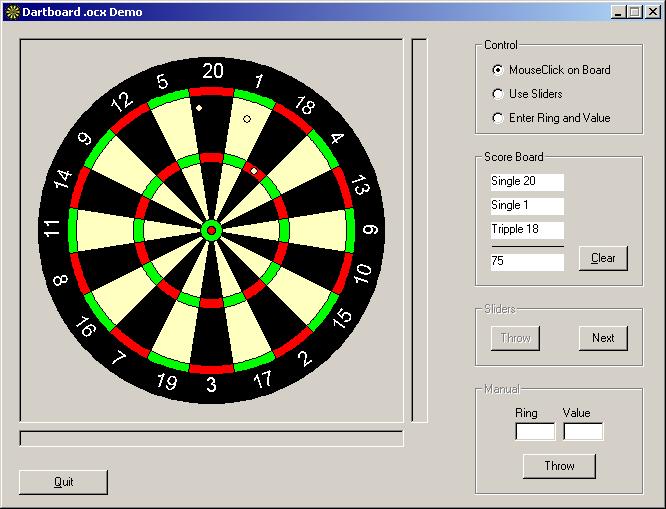 Dartboard .ocx Demo
20
1
18
4
13
6
10
15
2
17
3
19
7
16
8
11
14
9
12
5
Quit
Control
MouseClick on Board
Use Sliders
Enter Ring and Value
Score Board
Single 20
Single 1
Tripple 18
75
Clear
Sliders
Throw
Next
Manual
Ring Value
Throw